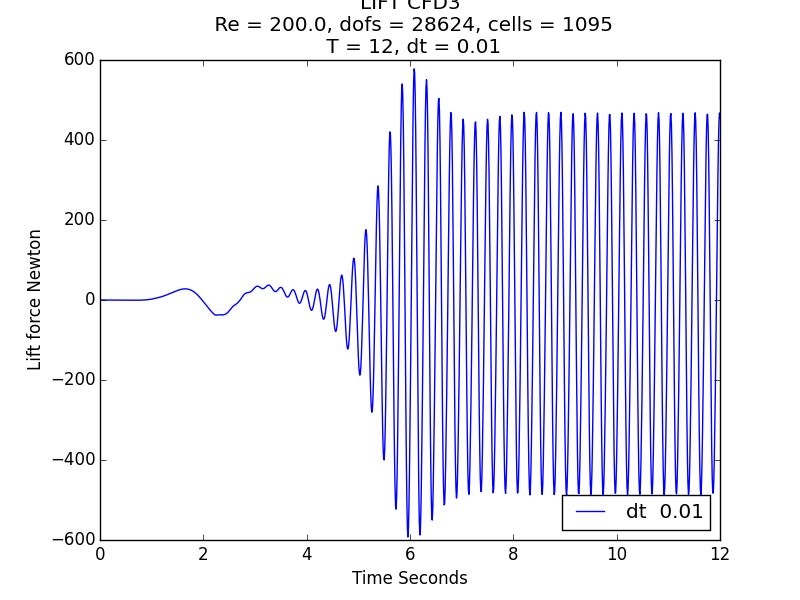 LIFT CFD3
Re = 200.0, dofs = 28624, cells = 1095
T = 12, dt = 0.01
600
400
200
0
−200
−400
−600
Lift force Newton
0 2 4 6 8 10 12
Time Seconds
dt 0.01